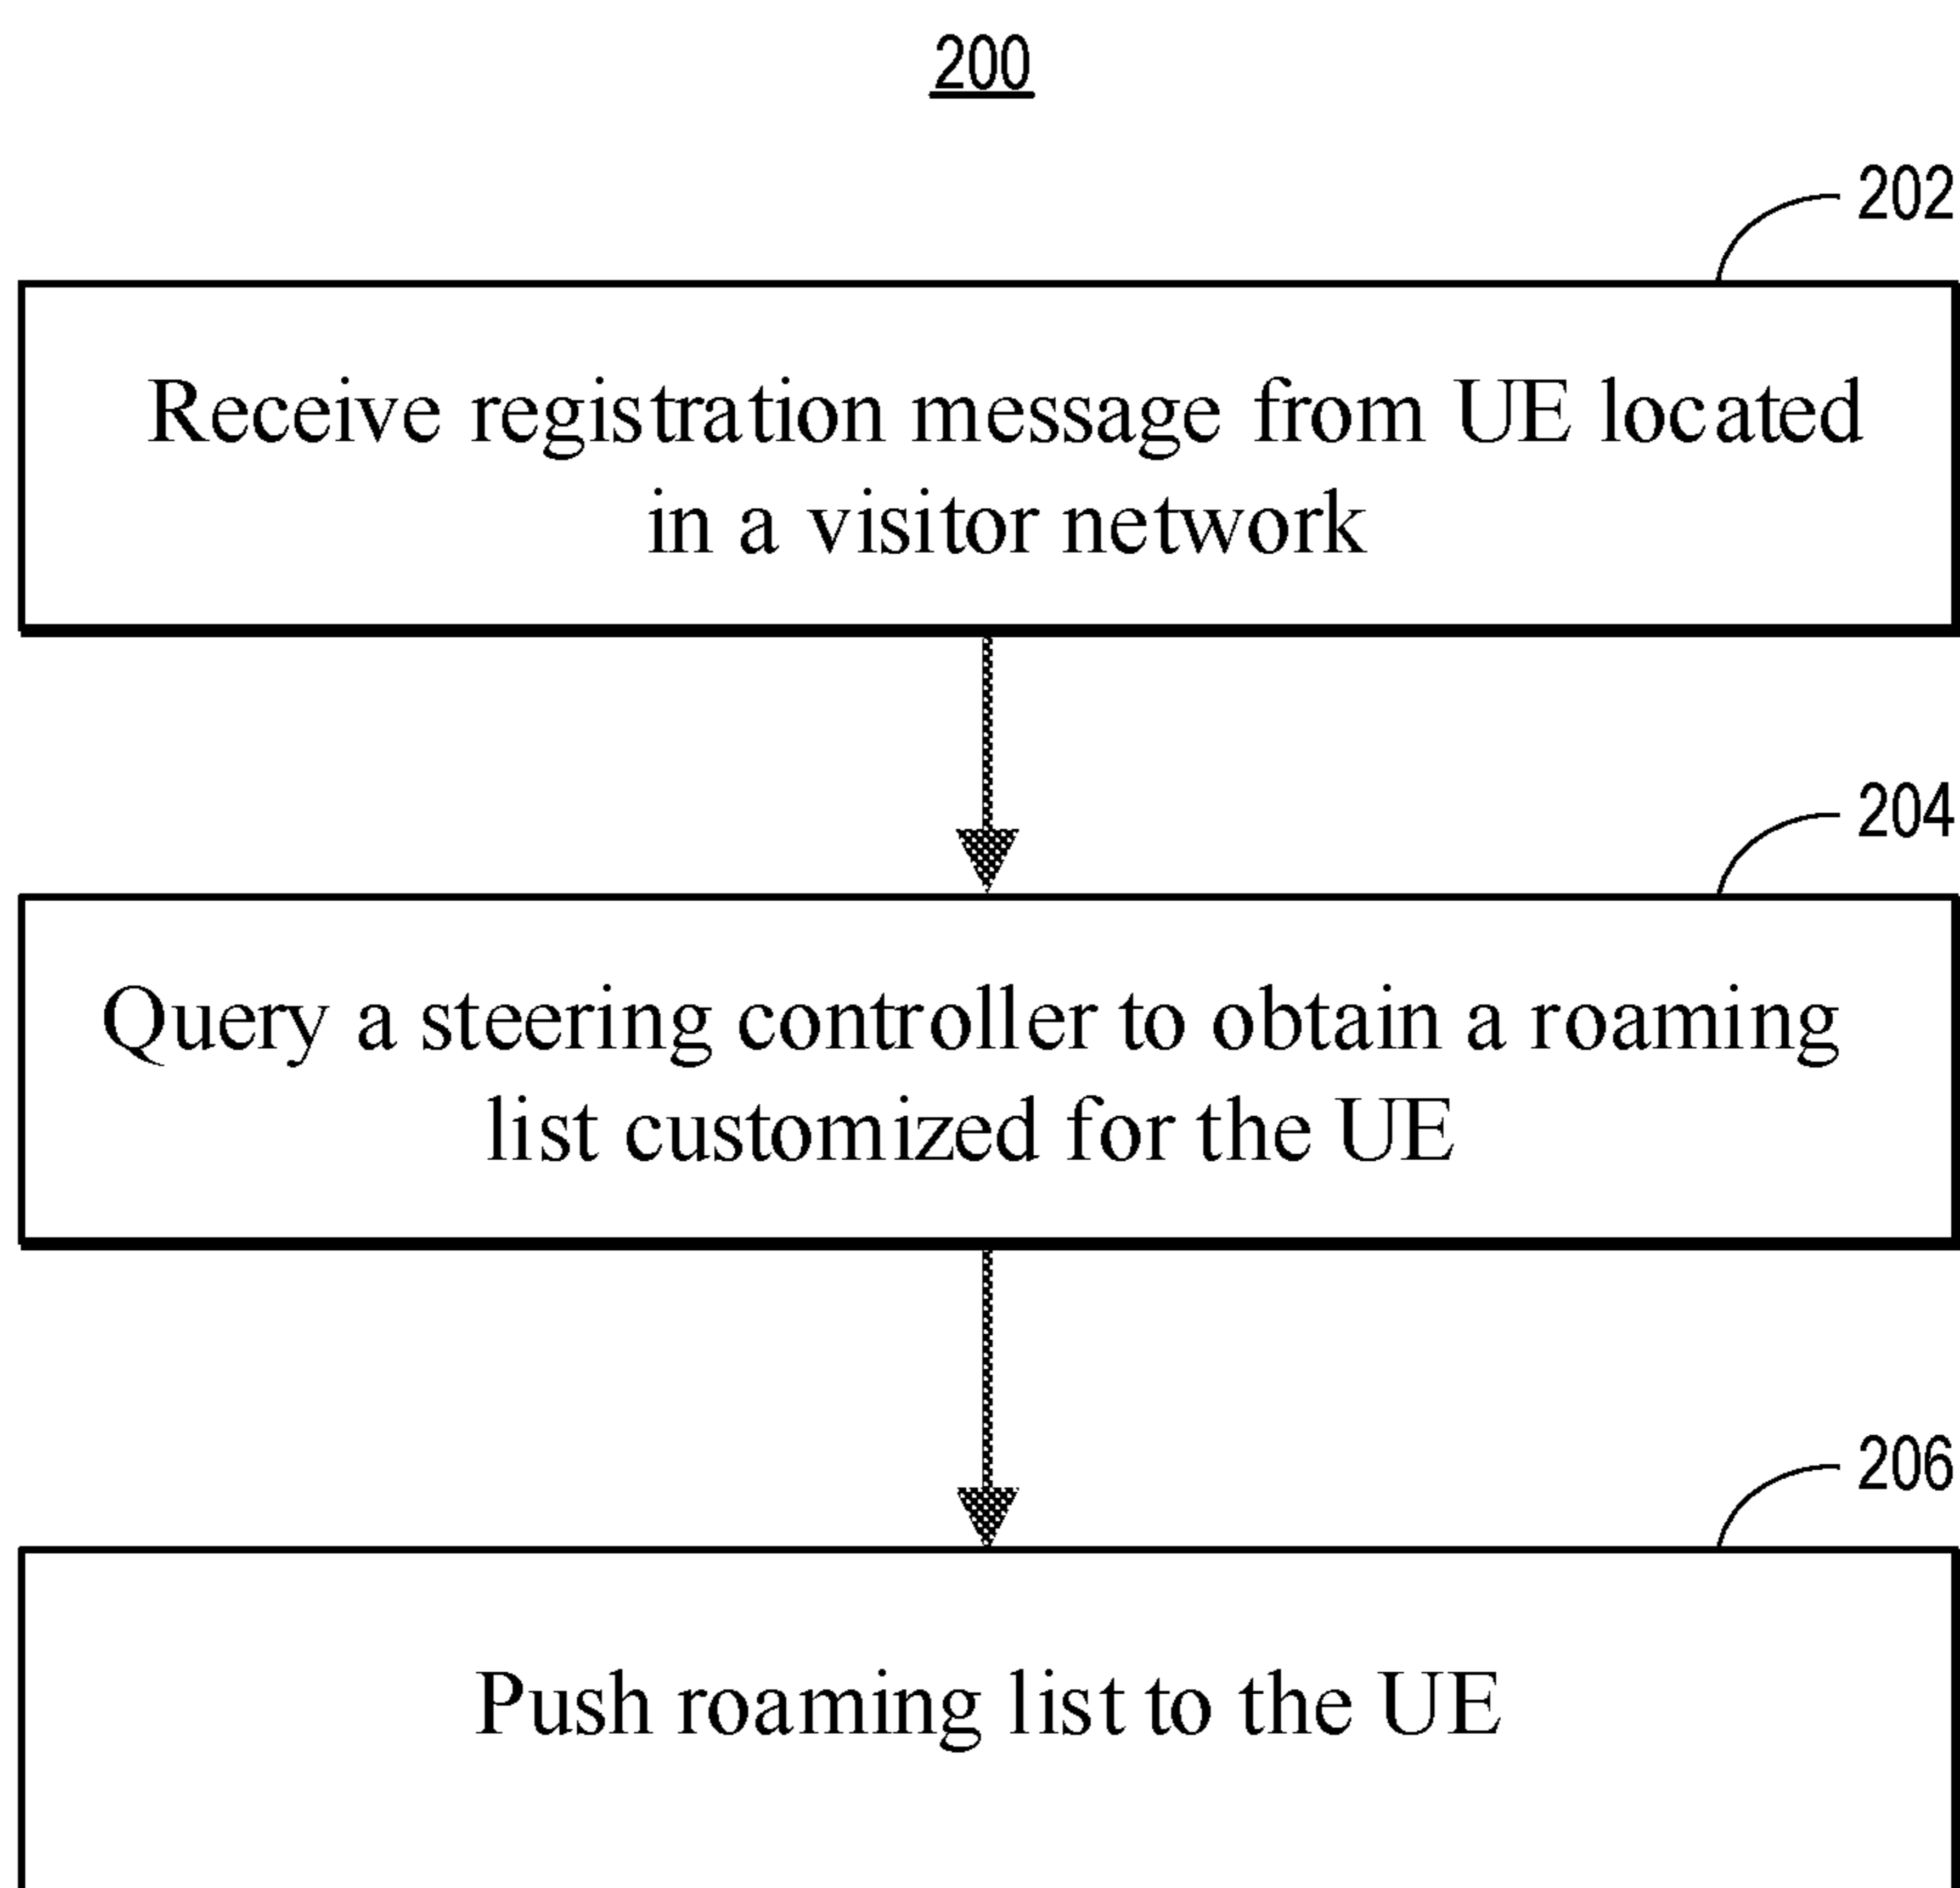 200
202
Receive registration message from UE located
in a visitor network
204
Query a steering controller to obtain a roaming
list customized for the UE
206
Push roaming list to the UE